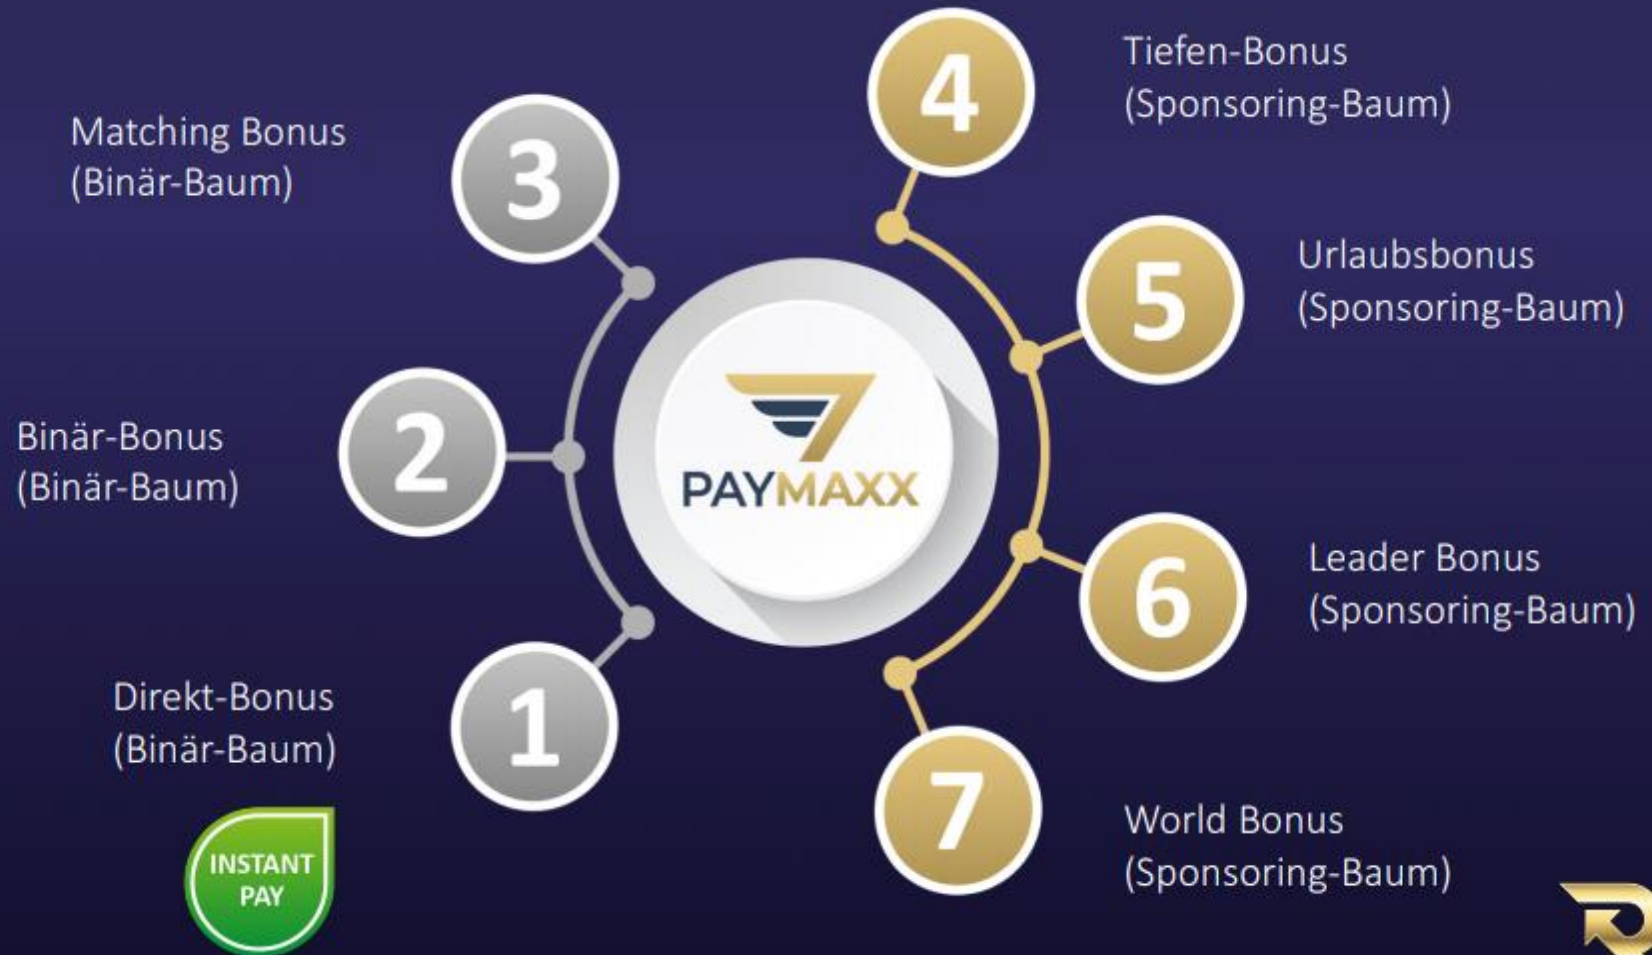 Matching Bonus
(Binär-Baum)
3
Binär-Bonus
(Binär-Baum)
2
Direkt-Bonus
(Binär-Baum)
1
INSTANT
PAY
PAYMAXX
4
Tiefen-Bonus
(Sponsoring-Baum)
5
Urlaubsbonus
(Sponsoring-Baum)
6
Leader Bonus
(Sponsoring-Baum)
7
World Bonus
(Sponsoring-Baum)